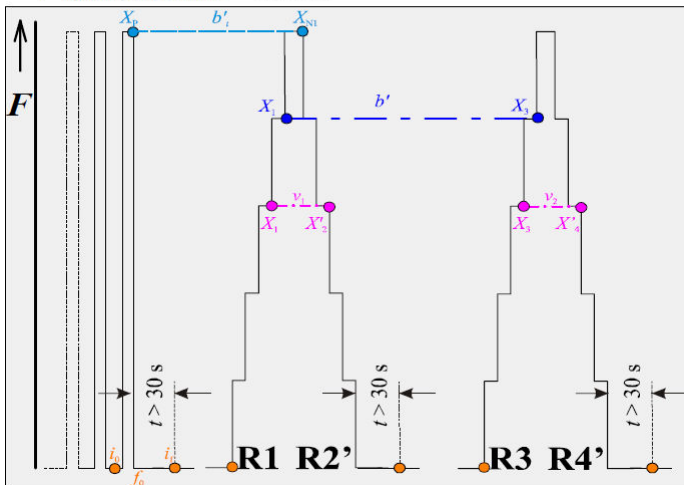 X_P b'_t X_N1
F
X_1 b' X_3
X_1 v_1 X'_2 X_3 v_2 X'_4
t > 30 s t > 30 s t > 30 s
i_0 f_0 i_f R1 R2’ R3 R4’